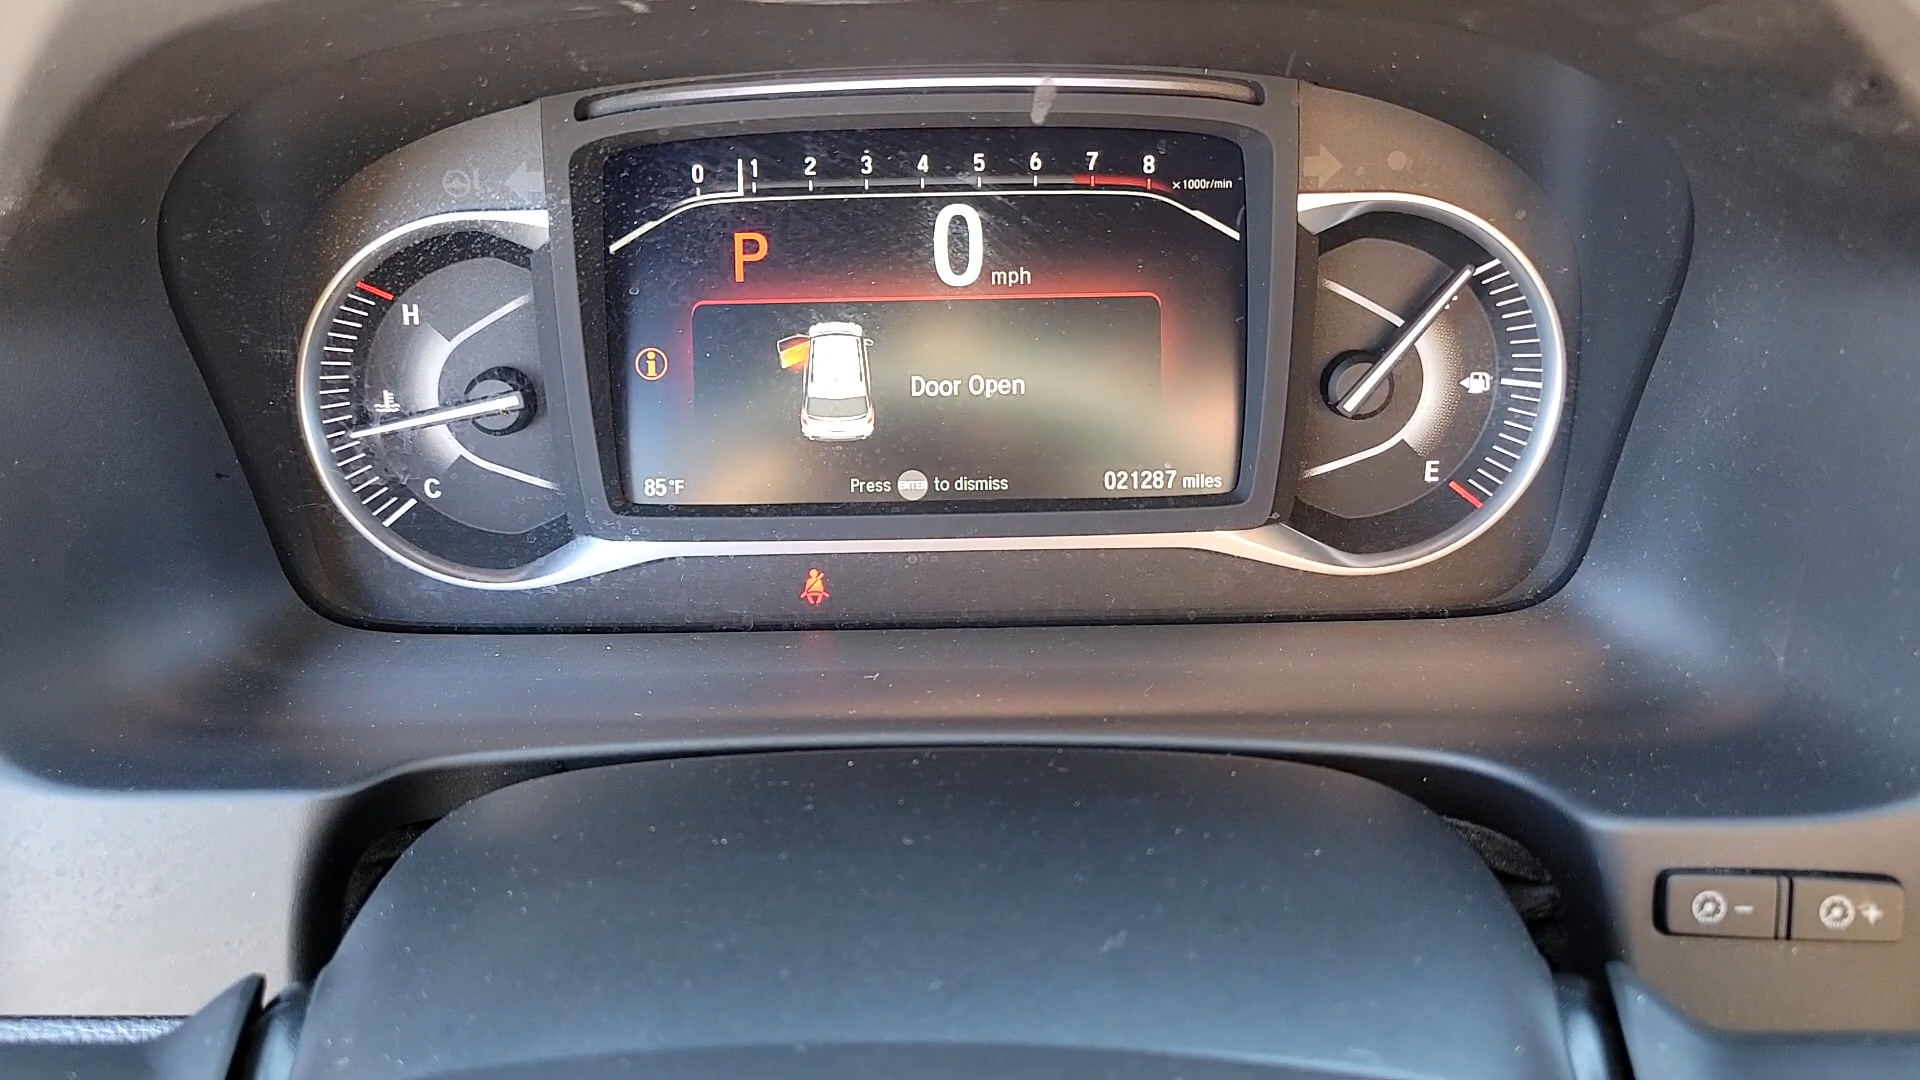 0 1 2 3 4 5 6 7 8 ×1000r/min
P 0 mph
H
Door Open
E
C
85°F Press ENTER to dismiss 021287 miles